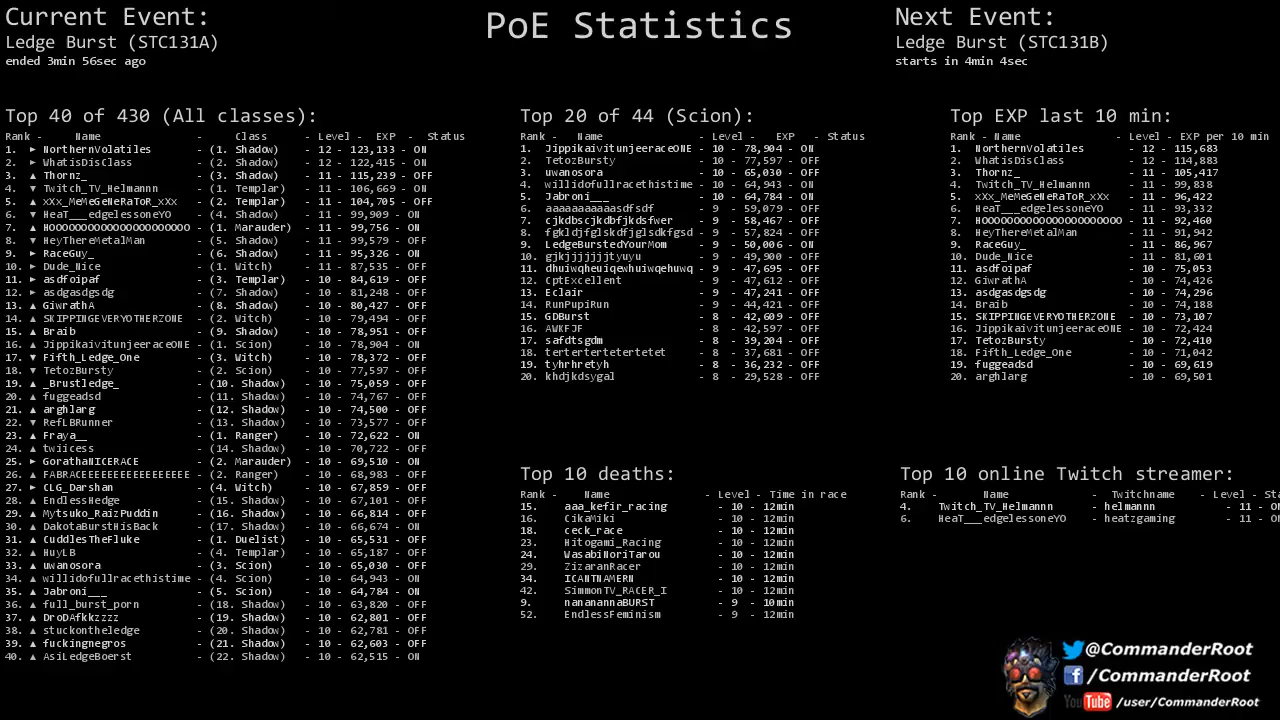 Current Event:
Ledge Burst (STC131A)
ended 3min 56sec ago
PoE Statistics
Next Event:
Ledge Burst (STC131B)
starts in 4min 4sec
Top 40 of 430 (All classes):
Rank - Name - Class - Level - EXP - Status
1. ► NorthernVolatiles - (1. Shadow) - 12 - 123,133 - ON
2. ► WhatisDisClass - (2. Shadow) - 12 - 122,415 - ON
3. ▲ Thornz_ - (3. Shadow) - 11 - 115,239 - OFF
4. ▼ Twitch_TV_Helmannn - (1. Templar) - 11 - 106,669 - ON
5. ▲ xXx_MeMeGeNeRaToR_xXx - (2. Templar) - 11 - 104,705 - OFF
6. ▼ HeaT___edgelessoneYO - (4. Shadow) - 11 - 99,909 - ON
7. ▲ HOOOOOOOOOOOOOOOOOOOOOO - (1. Marauder) - 11 - 99,756 - ON
8. ▼ HeyThereMetalMan - (5. Shadow) - 11 - 99,579 - OFF
9. ► RaceGuy_ - (6. Shadow) - 11 - 95,326 - ON
10. ► Dude_Nice - (1. Witch) - 11 - 87,535 - OFF
11. ► asdfoipaf - (3. Templar) - 10 - 84,619 - OFF
12. ► asdgasdgsdg - (7. Shadow) - 10 - 81,248 - OFF
13. ▲ GiwrathA - (8. Shadow) - 10 - 80,427 - OFF
14. ▲ SKIPPINGEVERYOTHERZONE - (2. Witch) - 10 - 79,494 - OFF
15. ▲ Braib - (9. Shadow) - 10 - 78,951 - OFF
16. ▲ JippikaivitunjeeraceONE - (1. Scion) - 10 - 78,904 - ON
17. ▼ Fifth_Ledge_One - (3. Witch) - 10 - 78,372 - OFF
18. ▼ TetozBursty - (2. Scion) - 10 - 77,597 - OFF
19. ▲ _Brustledge_ - (10. Shadow) - 10 - 75,059 - OFF
20. ▲ fuggeadsd - (11. Shadow) - 10 - 74,767 - OFF
21. ▲ arghlarg - (12. Shadow) - 10 - 74,500 - OFF
22. ▼ RefLBRunner - (13. Shadow) - 10 - 73,577 - OFF
23. ▲ Fraya__ - (1. Ranger) - 10 - 72,622 - ON
24. ▲ twiicess - (14. Shadow) - 10 - 70,722 - OFF
25. ► GorathaNICERACE - (2. Marauder) - 10 - 69,510 - ON
26. ▲ FABRACEEEEEEEEEEEEEEEEE - (2. Ranger) - 10 - 68,983 - OFF
27. ► CLG_Darshan - (4. Witch) - 10 - 67,859 - OFF
28. ▲ EndlessHedge - (15. Shadow) - 10 - 67,101 - OFF
29. ▲ Mytsuko_RaizPuddin - (16. Shadow) - 10 - 66,814 - OFF
30. ▲ DakotaBurstHisBack - (17. Shadow) - 10 - 66,674 - ON
31. ▲ CuddlesTheFluke - (1. Duelist) - 10 - 65,531 - OFF
32. ▲ HuyLB - (4. Templar) - 10 - 65,187 - OFF
33. ▲ uwanosora - (3. Scion) - 10 - 65,030 - OFF
34. ▲ willidofullracethistime - (4. Scion) - 10 - 64,943 - ON
35. ▲ Jabroni___ - (5. Scion) - 10 - 64,784 - ON
36. ▲ full_burst_porn - (18. Shadow) - 10 - 63,820 - OFF
37. ▲ DroDAfkkzzzz - (19. Shadow) - 10 - 62,801 - OFF
38. ▲ stuckontheledge - (20. Shadow) - 10 - 62,781 - OFF
39. ▲ fuckingnegros - (21. Shadow) - 10 - 62,603 - OFF
40. ▲ AsiLedgeBoerst - (22. Shadow) - 10 - 62,515 - ON
Top 20 of 44 (Scion):
Rank - Name - Level - EXP - Status
1. JippikaivitunjeeraceONE - 10 - 78,904 - ON
2. TetozBursty - 10 - 77,597 - OFF
3. uwanosora - 10 - 65,030 - OFF
4. willidofullracethistime - 10 - 64,943 - ON
5. Jabroni___ - 10 - 64,784 - ON
6. aaaaaaaaaasdfsdf - 9 - 59,079 - OFF
7. cjkdbscjkdbfjkdsfwer - 9 - 58,467 - OFF
8. fgkldjfglskdfjglsdkfgsd - 9 - 57,824 - OFF
9. LedgeBurstedYourMom - 9 - 50,006 - ON
10. gjkjjjjjjtyuyu - 9 - 49,900 - OFF
11. dhuiwqheuiqewhuiwqehuwq - 9 - 47,695 - OFF
12. CptExcellent - 9 - 47,612 - OFF
13. Eclair - 9 - 47,241 - OFF
14. RunPupiRun - 9 - 44,421 - OFF
15. GDBurst - 8 - 42,609 - OFF
16. AWKFJF - 8 - 42,597 - OFF
17. safdtsgdm - 8 - 39,204 - OFF
18. terterterteterteter - 8 - 37,681 - OFF
19. tyhrhretyh - 8 - 36,232 - OFF
20. khdjkdsygal - 8 - 29,528 - OFF
Top EXP last 10 min:
Rank - Name - Level - EXP per 10 min
1. NorthernVolatiles - 12 - 115,683
2. WhatisDisClass - 12 - 114,883
3. Thornz_ - 11 - 105,417
4. Twitch_TV_Helmannn - 11 - 99,838
5. xXx_MeMeGeNeRaToR_xXx - 11 - 96,422
6. HeaT___edgelessoneYO - 11 - 93,332
7. HOOOOOOOOOOOOOOOOOOOOOO - 11 - 92,460
8. HeyThereMetalMan - 11 - 91,942
9. RaceGuy_ - 11 - 86,967
10. Dude_Nice - 11 - 81,601
11. asdfoipaf - 10 - 75,053
12. GiwrathA - 10 - 74,426
13. asdgasdgsdg - 10 - 74,296
14. Braib - 10 - 74,188
15. SKIPPINGEVERYOTHERZONE - 10 - 73,107
16. JippikaivitunjeeraceONE - 10 - 72,424
17. TetozBursty - 10 - 72,410
18. Fifth_Ledge_One - 10 - 71,042
19. fuggeadsd - 10 - 69,619
20. arghlarg - 10 - 69,501
Top 10 deaths:
Rank - Name - Level - Time in race
15. aaa_kefir_racing - 10 - 12min
16. CikaMiki - 10 - 12min
18. ceck_race - 10 - 12min
23. Hitogami_Racing - 10 - 12min
24. WasabiNoriTarou - 10 - 12min
29. ZizaranRacer - 10 - 12min
34. ICANTNAMERN - 10 - 12min
42. SimmonTV_RACER_I - 10 - 12min
9. nananannaBURST - 9 - 10min
52. EndlessFeminism - 9 - 12min
Top 10 online Twitch streamer:
Rank - Name - Twitchname - Level - Sta
4. Twitch_TV_Helmannn - helmannn - 11 - ON
6. HeaT___edgelessoneYO - heatzgaming - 11 - ON
@CommanderRoot
/CommanderRoot
YouTube /user/CommanderRoot